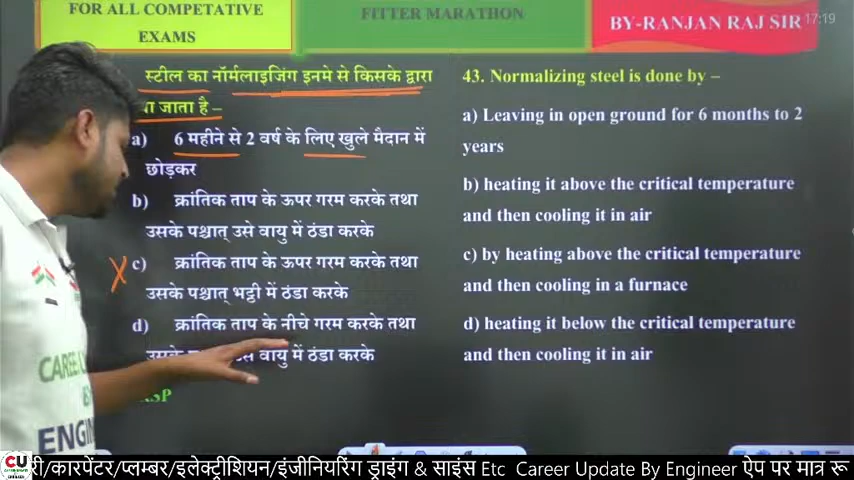 FOR ALL COMPETATIVE
EXAMS
FITTER MARATHON
BY-RANJAN RAJ SIR
17:19
स्टील का नॉर्मलाइजिंग इनमे से किसके द्वारा
जाता है –
a) 6 महीने से 2 वर्ष के लिए खुले मैदान में
छोड़कर
b) क्रांतिक ताप के ऊपर गरम करके तथा
उसके पश्चात् उसे वायु में ठंडा करके
c) क्रांतिक ताप के ऊपर गरम करके तथा
उसके पश्चात् भट्ठी में ठंडा करके
d) क्रांतिक ताप के नीचे गरम करके तथा
वायु में ठंडा करके
43. Normalizing steel is done by –
a) Leaving in open ground for 6 months to 2
years
b) heating it above the critical temperature
and then cooling it in air
c) by heating above the critical temperature
and then cooling in a furnace
d) heating it below the critical temperature
and then cooling it in air
CAREER
ENGIN
CU
री/कारपेंटर/प्लम्बर/इलेक्ट्रीशियन/इंजीनियरिंग ड्राइंग & साइंस Etc Career Update By Engineer ऐप पर मात्र रू